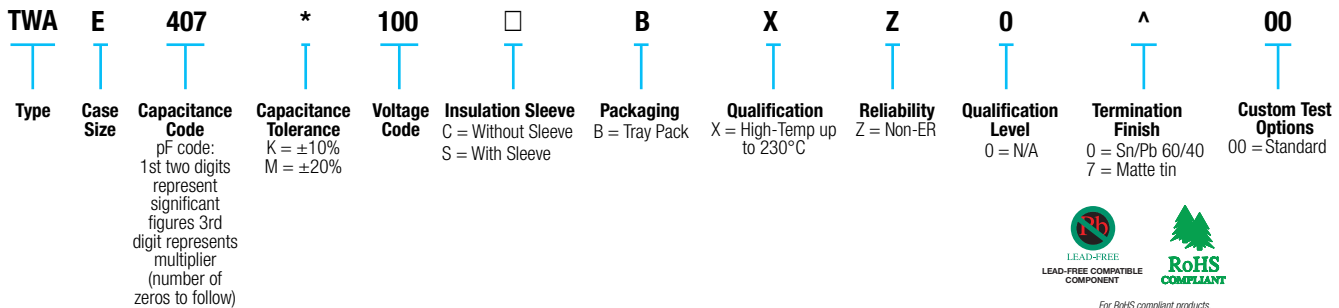 TWA E 407 * 100 □ B X Z 0 ^ 00
Type
Case
Size
Capacitance
Code
pF code:
1st two digits
represent
significant
figures 3rd
digit represents
multiplier
(number of
zeros to follow)
Capacitance
Tolerance
K = ±10%
M = ±20%
Voltage
Code
Insulation Sleeve
C = Without Sleeve
S = With Sleeve
Packaging
B = Tray Pack
Qualification
X = High-Temp up
to 230°C
Reliability
Z = Non-ER
Qualification
Level
0 = N/A
Termination
Finish
0 = Sn/Pb 60/40
7 = Matte tin
Custom Test
Options
00 = Standard
Pb
LEAD-FREE
LEAD-FREE COMPATIBLE
COMPONENT
RoHS
COMPLIANT
For RoHS compliant products